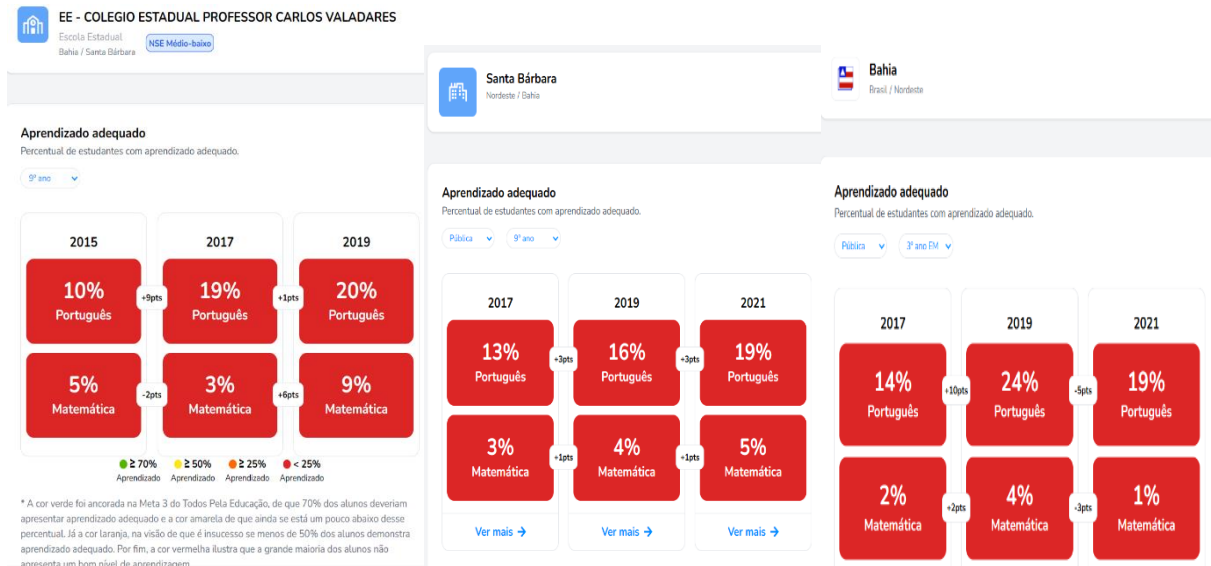 EE - COLEGIO ESTADUAL PROFESSOR CARLOS VALADARES
Escola Estadual
Bahia / Santa Bárbara
NSE Médio-baixo
Aprendizado adequado
Percentual de estudantes com aprendizado adequado.
9º ano
2015 2017 2019
10% +9pts 19% +1pts 20%
Português Português Português
5% -2pts 3% +6pts 9%
Matemática Matemática Matemática
≥ 70% ≥ 50% ≥ 25% < 25%
Aprendizado Aprendizado Aprendizado Aprendizado
* A cor verde foi ancorada na Meta 3 do Todos Pela Educação, de que 70% dos alunos deveriam
apresentar aprendizado adequado e a cor amarela de que ainda se está um pouco abaixo desse
percentual. Já a cor laranja, na visão de que é insucesso se menos de 50% dos alunos demonstra
aprendizado adequado. Por fim, a cor vermelha ilustra que a grande maioria dos alunos não
apresenta um bom nível de aprendizagem
Santa Bárbara
Nordeste / Bahia
Aprendizado adequado
Percentual de estudantes com aprendizado adequado.
Pública 9º ano
2017 2019 2021
13% +3pts 16% +3pts 19%
Português Português Português
3% +1pts 4% +1pts 5%
Matemática Matemática Matemática
Ver mais → Ver mais → Ver mais →
Bahia
Brasil / Nordeste
Aprendizado adequado
Percentual de estudantes com aprendizado adequado.
Pública 3º ano EM
2017 2019 2021
14% +10pts 24% -5pts 19%
Português Português Português
2% +2pts 4% -3pts 1%
Matemática Matemática Matemática